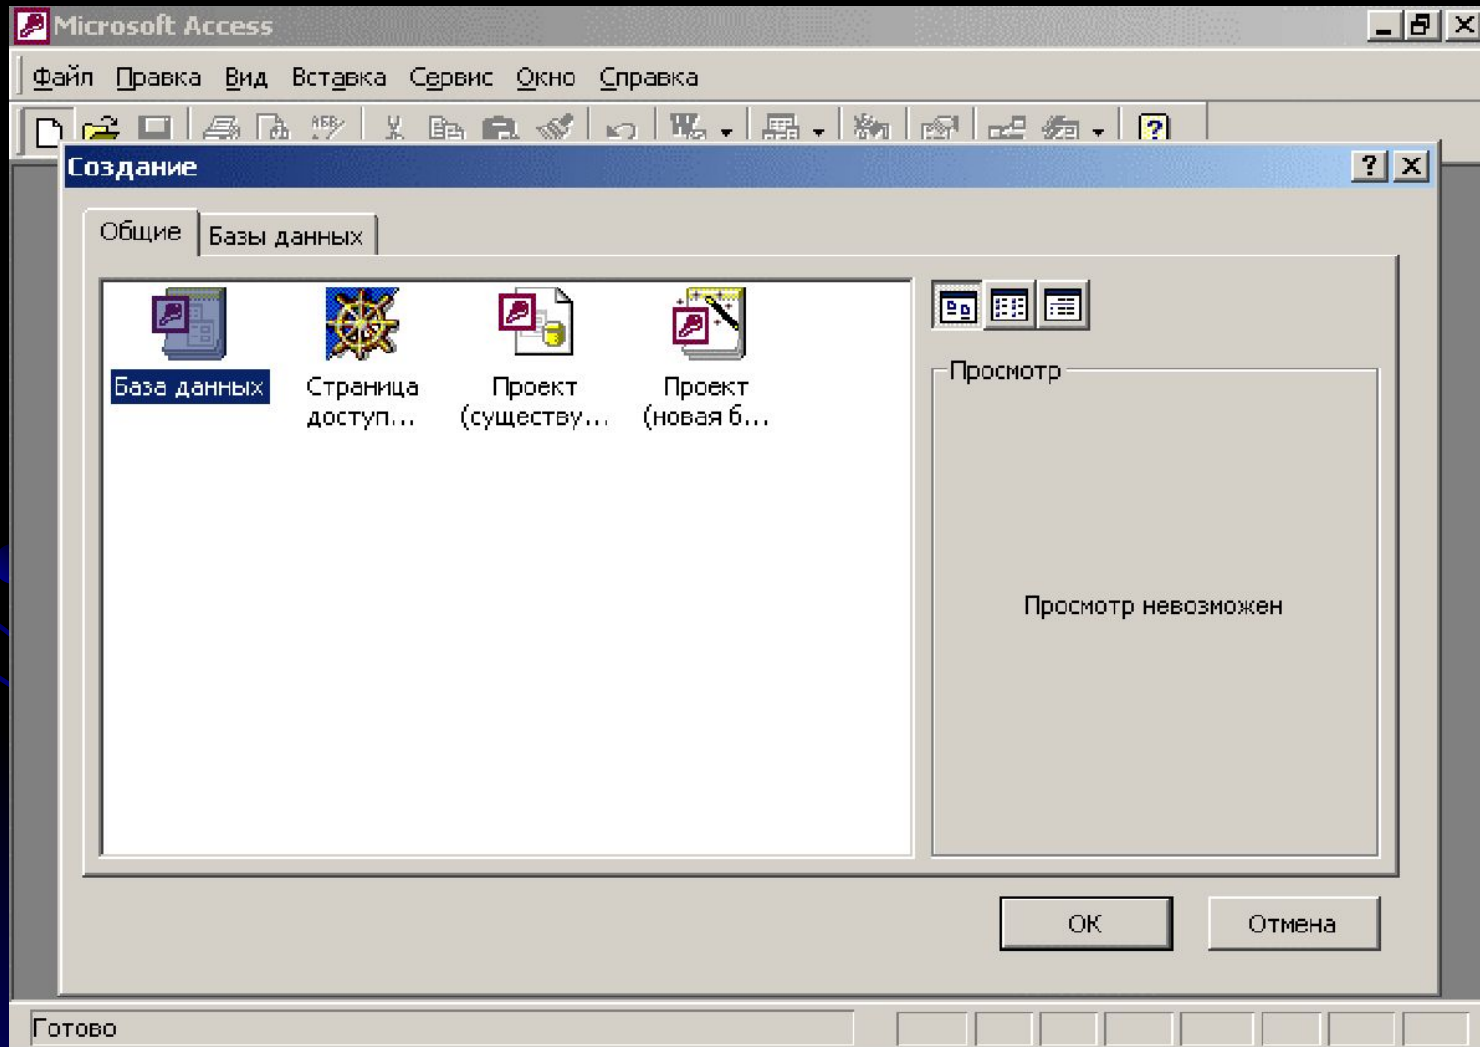 Microsoft Access
Файл Правка Вид Вставка Сервис Окно Справка
Создание
Общие Базы данных
База данных
Страница доступ...
Проект (существу...
Проект (новая б...
Просмотр
Просмотр невозможен
ОК Отмена
Готово